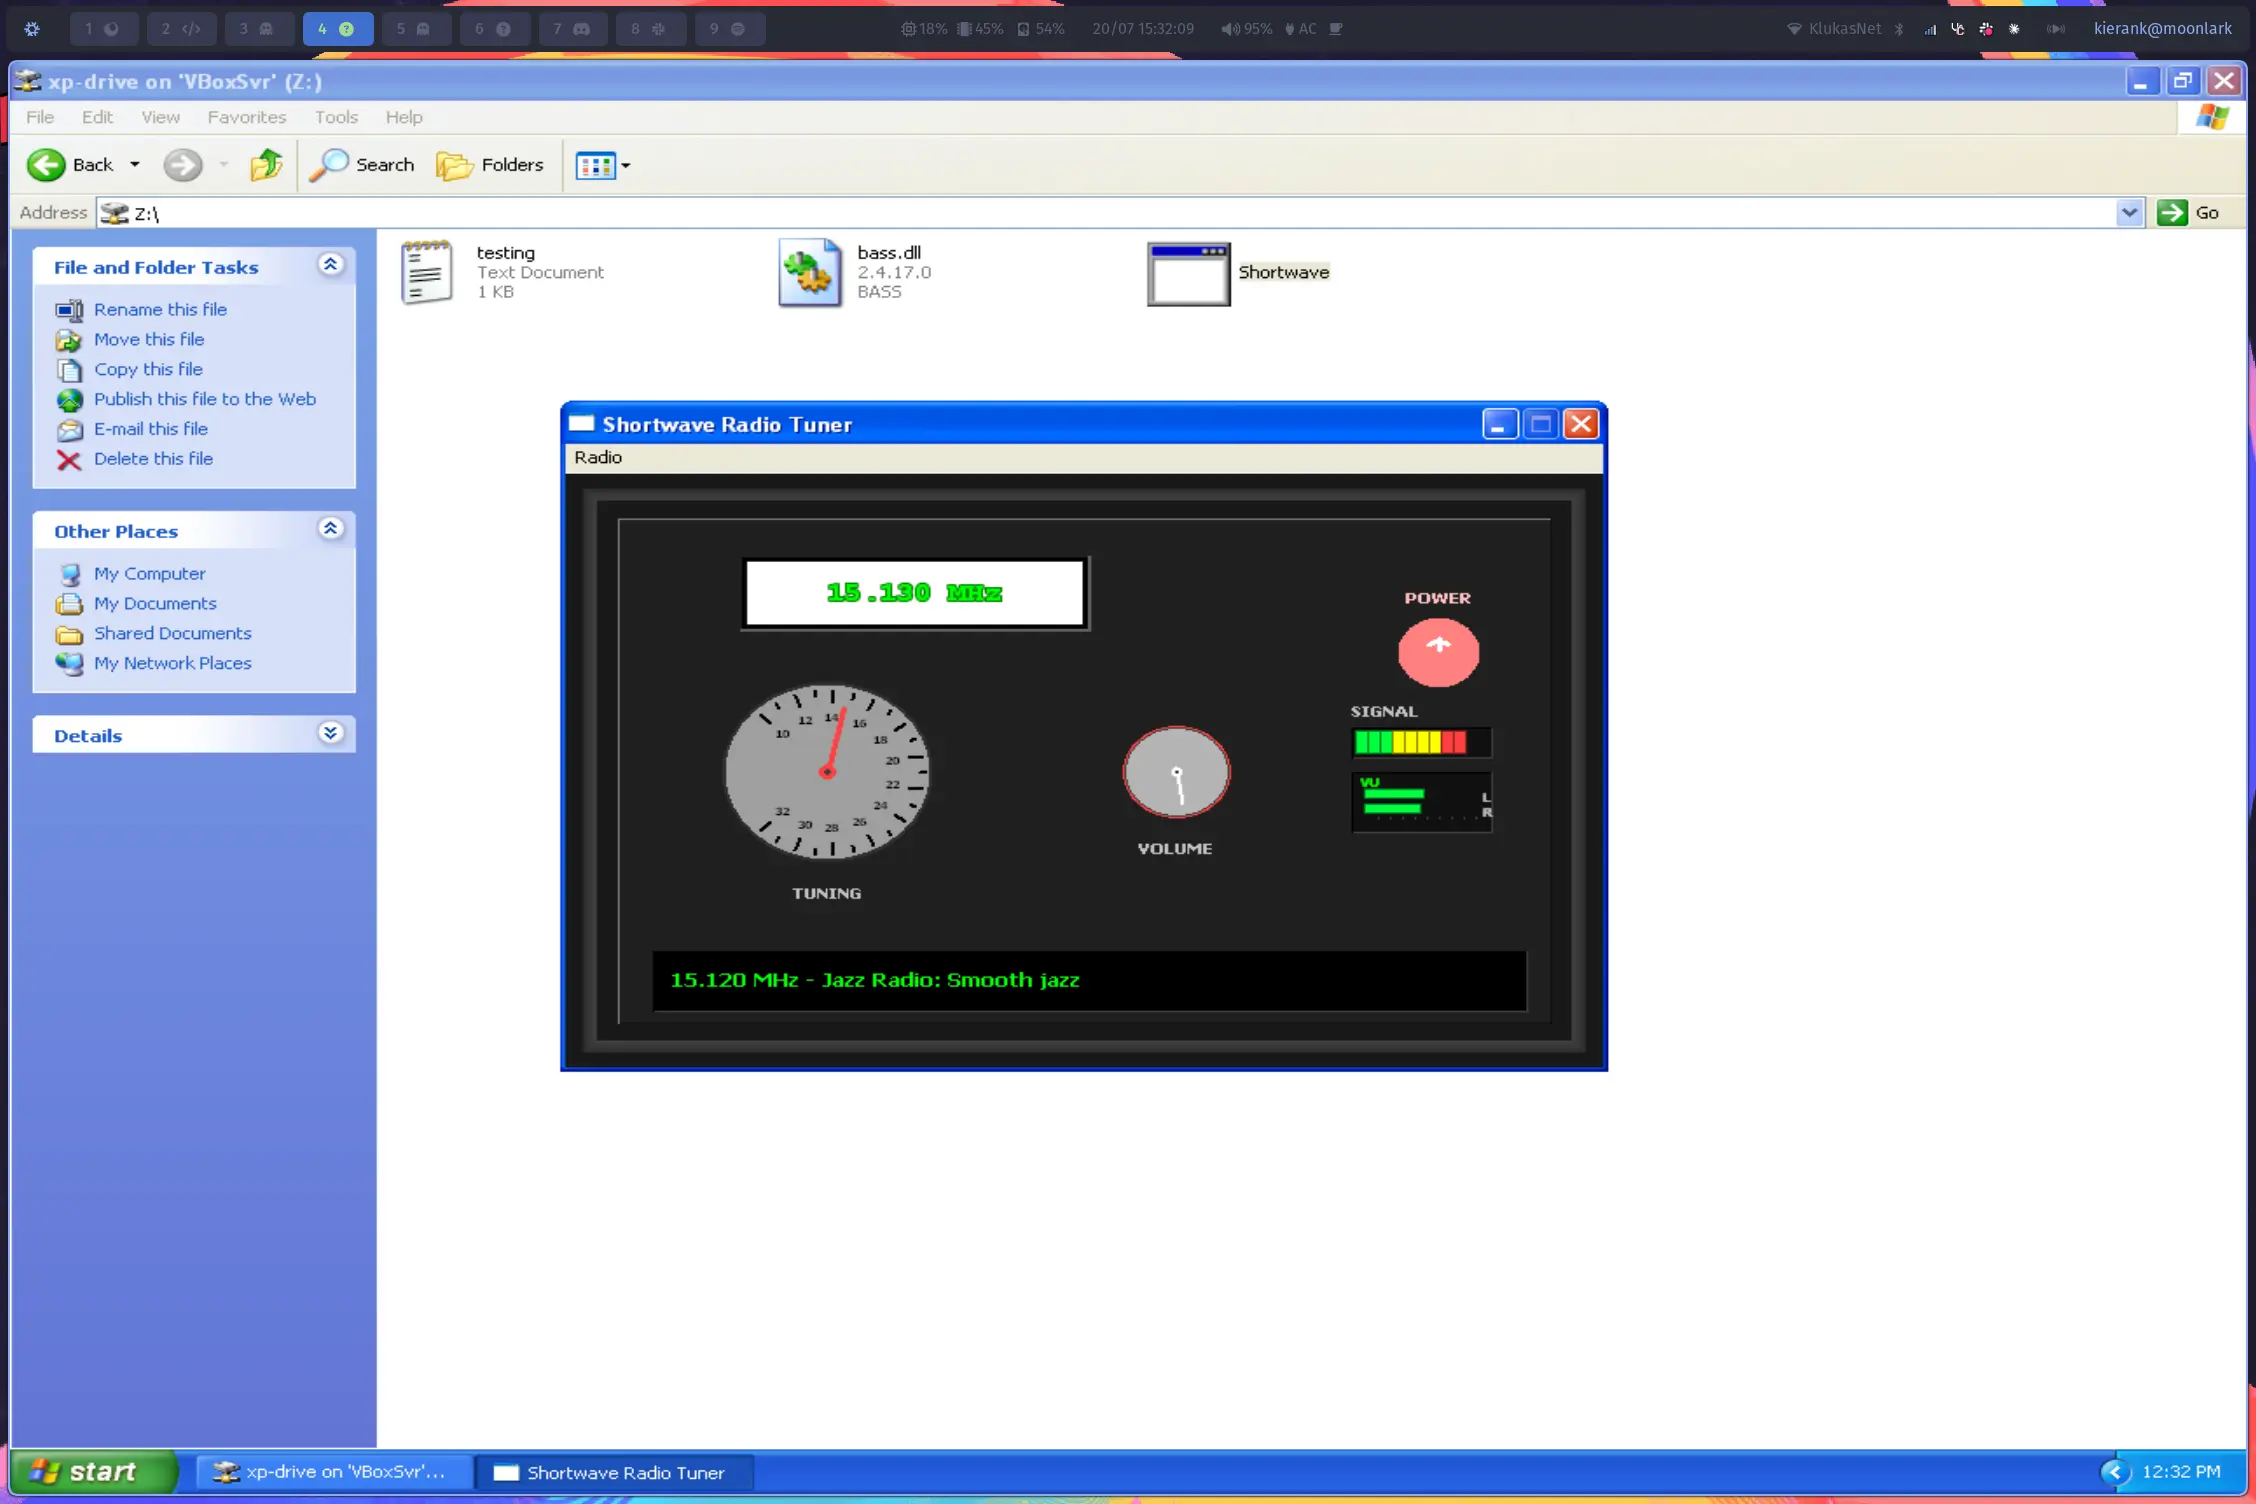 1 2 </> 3 4 ? 5 6 ? 7 8 9 18% 45% 54% 20/07 15:32:09 95% AC KlukasNet kierank@moonlark
xp-drive on 'VBoxSvr' (Z:)
File Edit View Favorites Tools Help
Back Search Folders
Address Z:\ Go
File and Folder Tasks
Rename this file
Move this file
Copy this file
Publish this file to the Web
E-mail this file
Delete this file
Other Places
My Computer
My Documents
Shared Documents
My Network Places
Details
testing
Text Document
1 KB
bass.dll
2.4.17.0
BASS
Shortwave
Shortwave Radio Tuner
Radio
15.130 MHz
POWER
SIGNAL
VU
L
R
10 12 14 16 18 20 22 24 26 28 30 32
TUNING
VOLUME
15.120 MHz - Jazz Radio: Smooth jazz
start xp-drive on 'VBoxSvr'... Shortwave Radio Tuner 12:32 PM